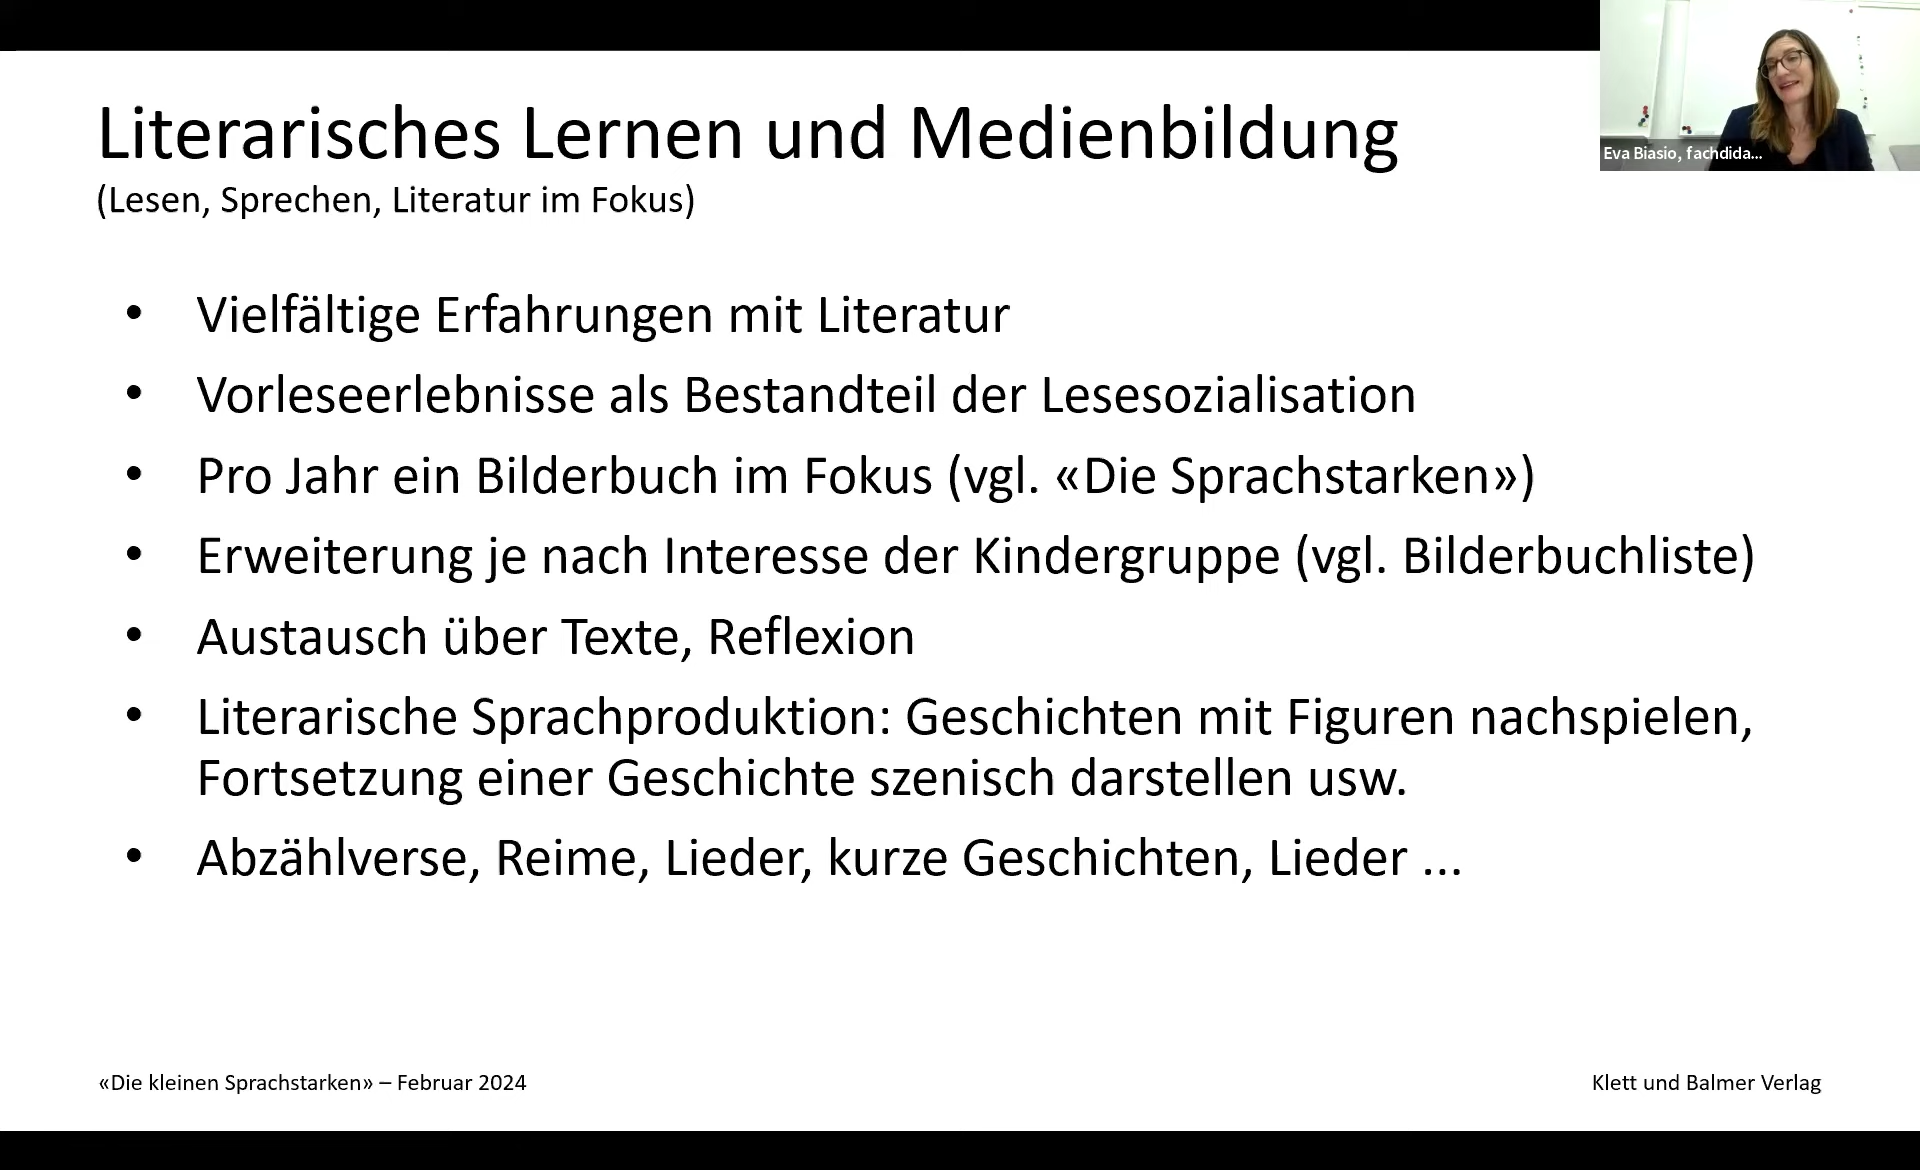 Literarisches Lernen und Medienbildung
(Lesen, Sprechen, Literatur im Fokus)
Eva Biasio, fachdida...
• Vielfältige Erfahrungen mit Literatur
• Vorleseerlebnisse als Bestandteil der Lesesozialisation
• Pro Jahr ein Bilderbuch im Fokus (vgl. «Die Sprachstarken»)
• Erweiterung je nach Interesse der Kindergruppe (vgl. Bilderbuchliste)
• Austausch über Texte, Reflexion
• Literarische Sprachproduktion: Geschichten mit Figuren nachspielen,
Fortsetzung einer Geschichte szenisch darstellen usw.
• Abzählverse, Reime, Lieder, kurze Geschichten, Lieder ...
«Die kleinen Sprachstarken» – Februar 2024
Klett und Balmer Verlag